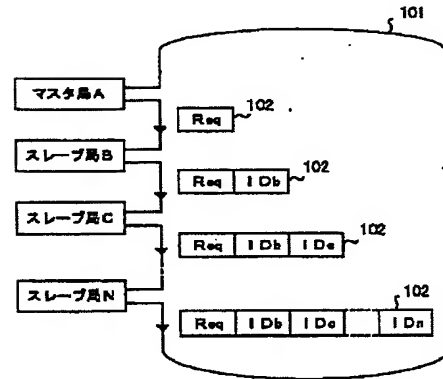 101
マスタ局A
Req
102
スレーブ局B
Req IDb
102
スレーブ局C
Req IDb IDc
102
スレーブ局N
102
Req IDb IDc IDn